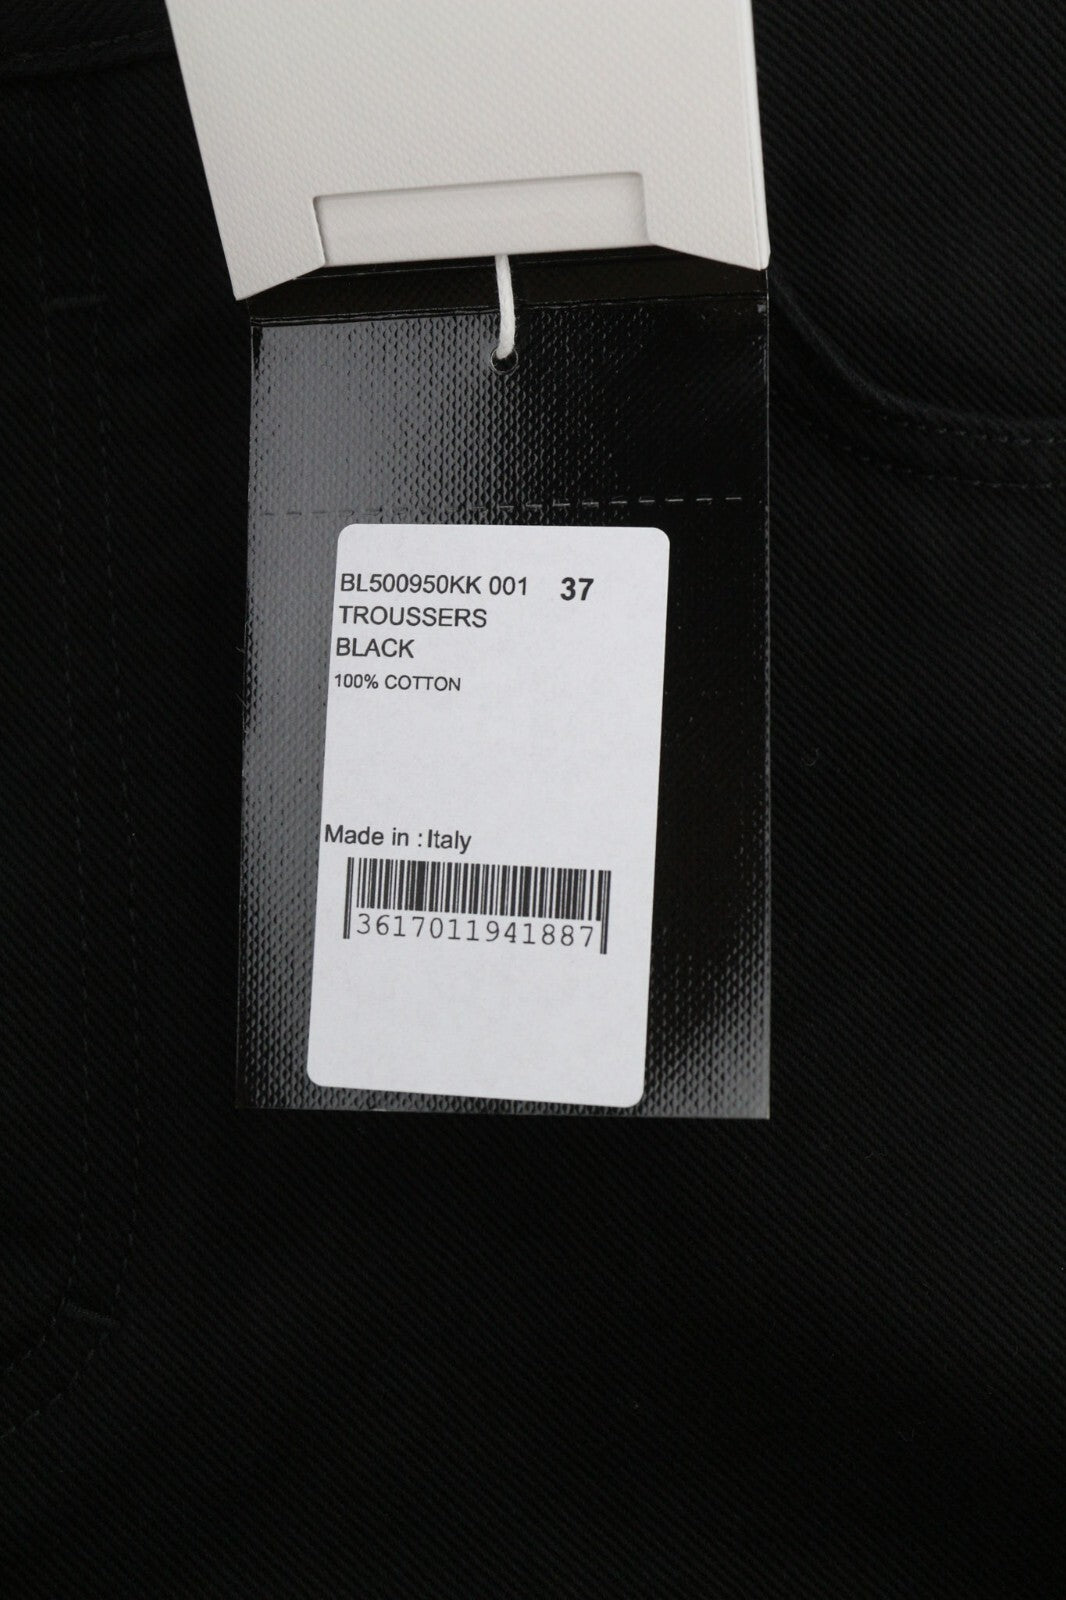 BL500950KK 001 37
TROUSSERS
BLACK
100% COTTON
Made in : Italy
3617011941887